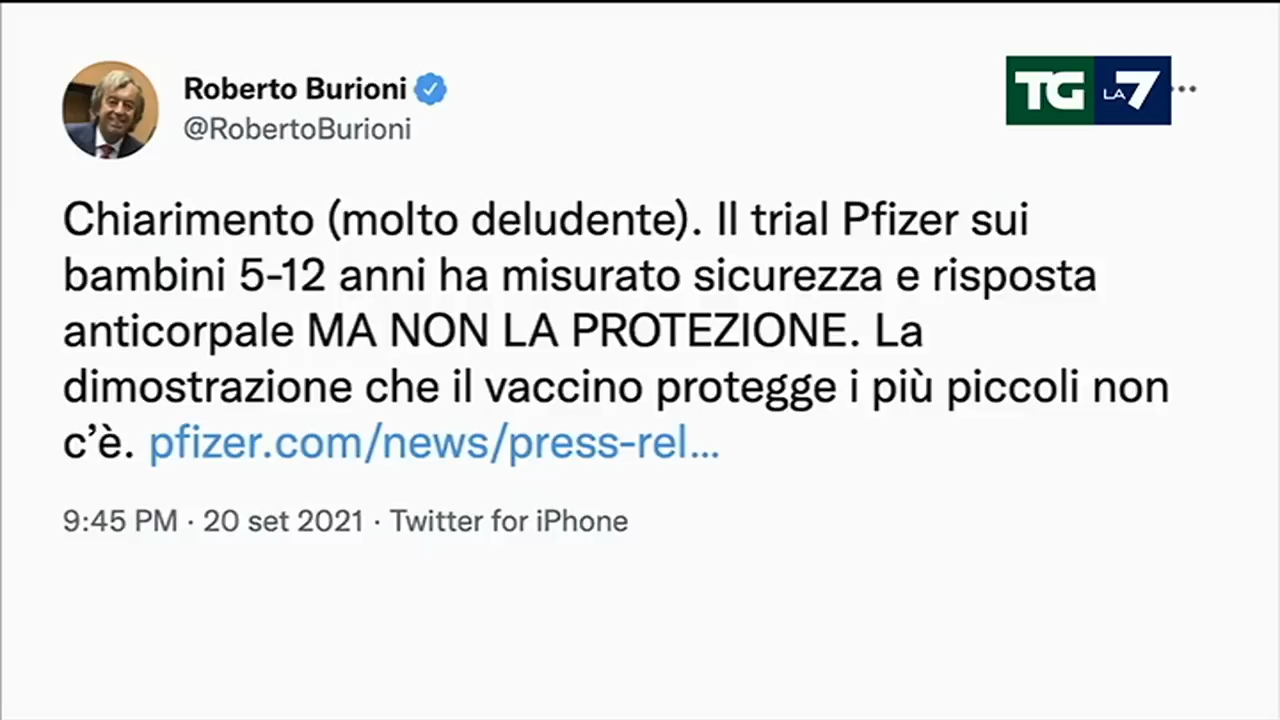 Roberto Burioni
@RobertoBurioni
TG LA7
Chiarimento (molto deludente). Il trial Pfizer sui
bambini 5-12 anni ha misurato sicurezza e risposta
anticorpale MA NON LA PROTEZIONE. La
dimostrazione che il vaccino protegge i più piccoli non
c’è. pfizer.com/news/press-rel...
9:45 PM · 20 set 2021 · Twitter for iPhone